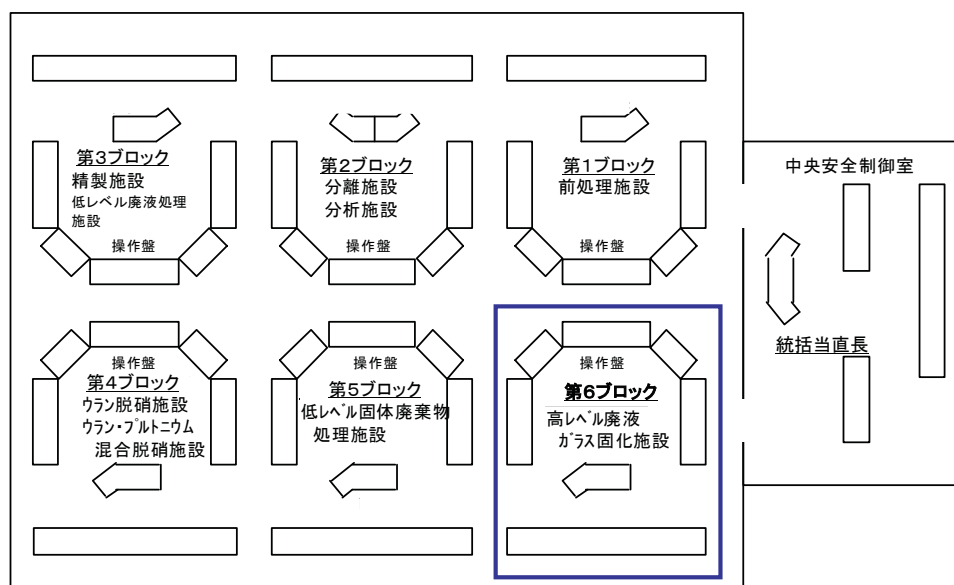 第3ブロック
精製施設
低レベル廃液処理
施設
操作盤
第2ブロック
分離施設
分析施設
操作盤
第1ブロック
前処理施設
操作盤
中央安全制御室
統括当直長
操作盤
第4ブロック
ウラン脱硝施設
ウラン・プルトニウム
混合脱硝施設
操作盤
第5ブロック
低レベル固体廃棄物
処理施設
操作盤
第6ブロック
高レベル廃液
ガラス固化施設